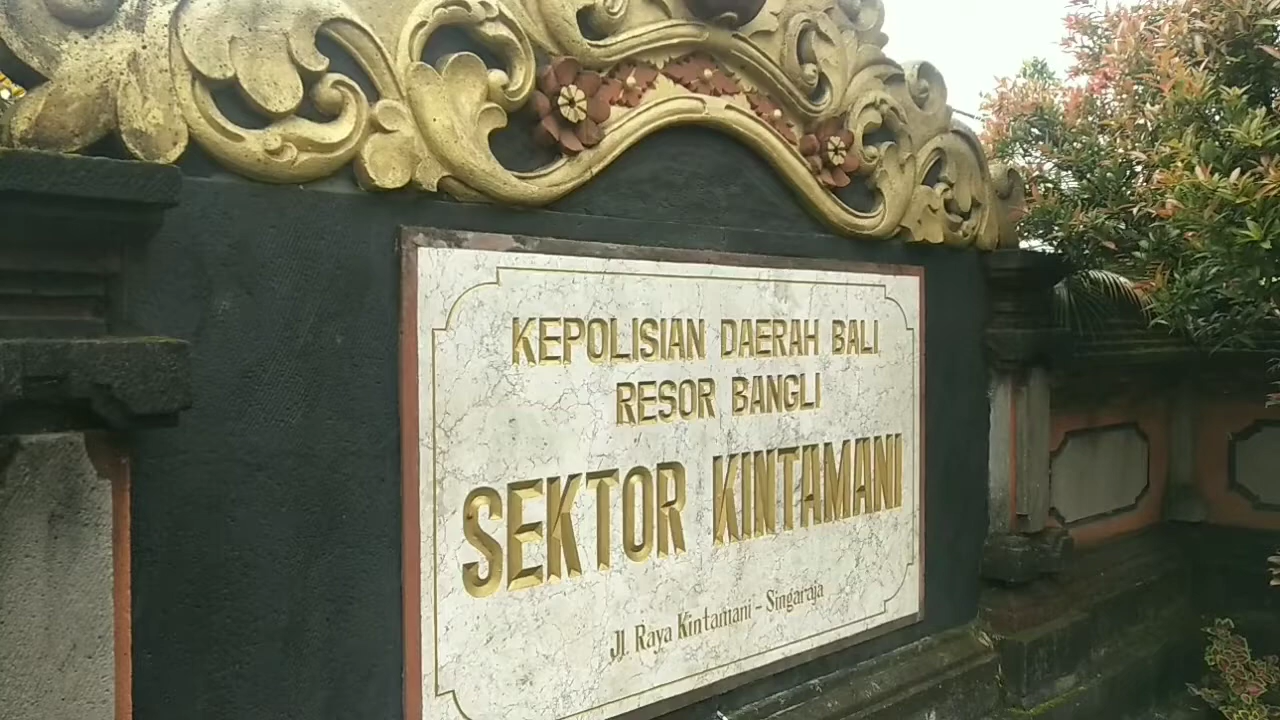 KEPOLISIAN DAERAH BALI
RESOR BANGLI
SEKTOR KINTAMANI
Jl. Raya Kintamani - Singaraja